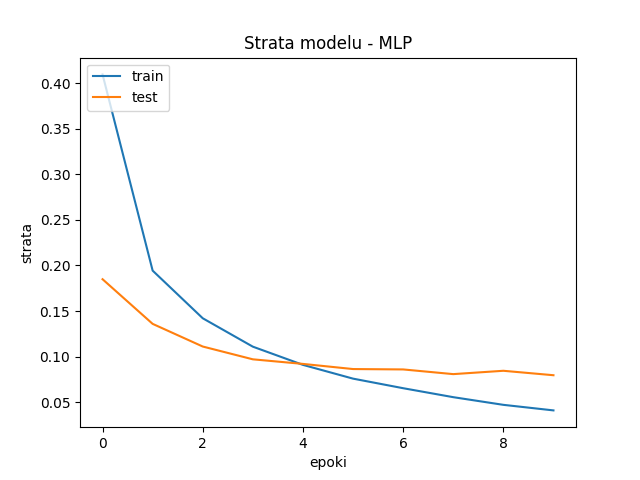 Strata modelu - MLP
train
test
0.40
0.35
0.30
0.25
0.20
0.15
0.10
0.05
strata
0 2 4 6 8
epoki